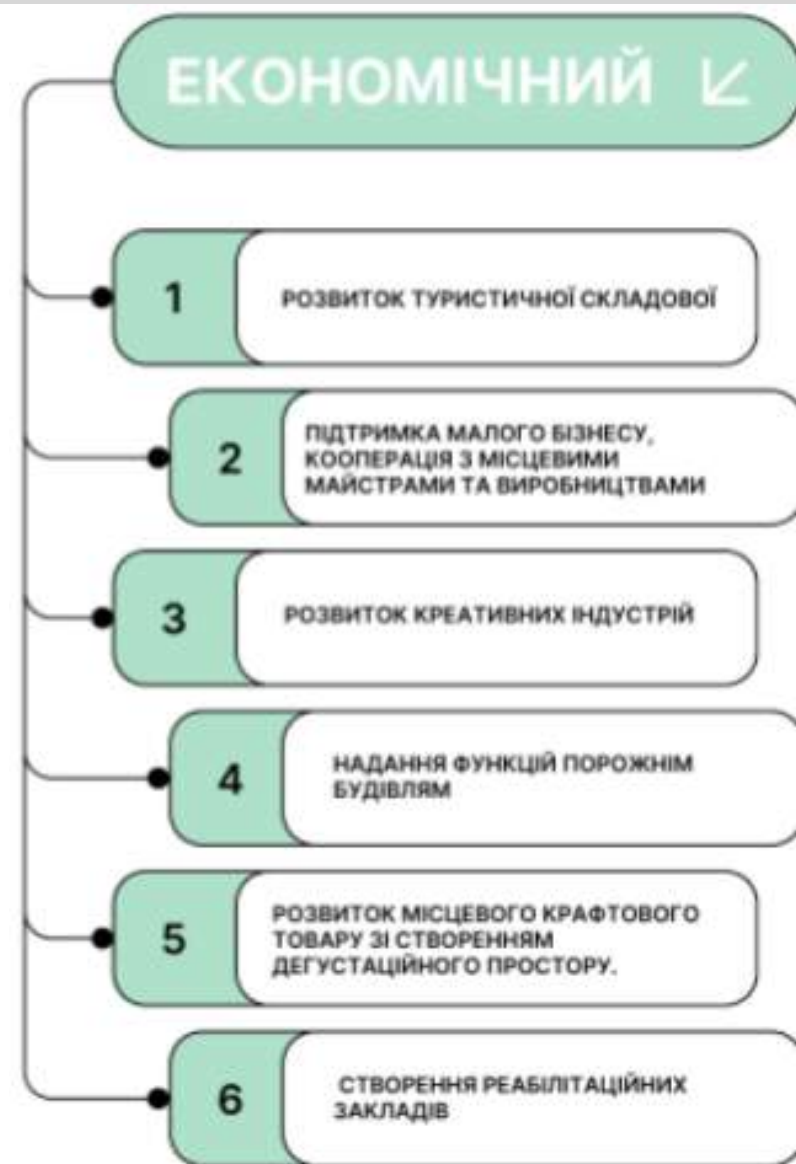 ЕКОНОМІЧНИЙ
1
РОЗВИТОК ТУРИСТИЧНОЇ СКЛАДОВОЇ
2
ПІДТРИМКА МАЛОГО БІЗНЕСУ,
КООПЕРАЦІЯ З МІСЦЕВИМИ
МАЙСТРАМИ ТА ВИРОБНИЦТВАМИ
3
РОЗВИТОК КРЕАТИВНИХ ІНДУСТРІЙ
4
НАДАННЯ ФУНКЦІЙ ПОРОЖНІМ
БУДІВЛЯМ
5
РОЗВИТОК МІСЦЕВОГО КРАФТОВОГО
ТОВАРУ ЗІ СТВОРЕННЯМ
ДЕГУСТАЦІЙНОГО ПРОСТОРУ.
6
СТВОРЕННЯ РЕАБІЛІТАЦІЙНИХ
ЗАКЛАДІВ